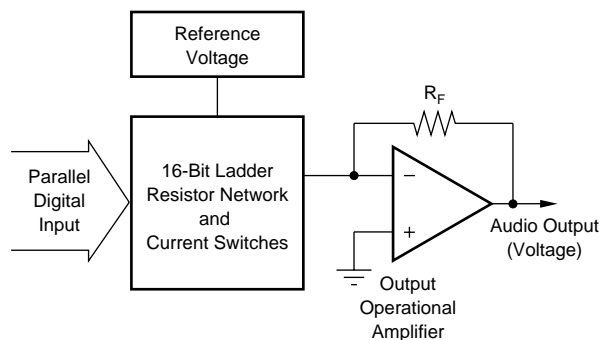 Reference
Voltage
Parallel
Digital
Input
16-Bit Ladder
Resistor Network
and
Current Switches
RF
−
+
Audio Output
(Voltage)
Output
Operational
Amplifier